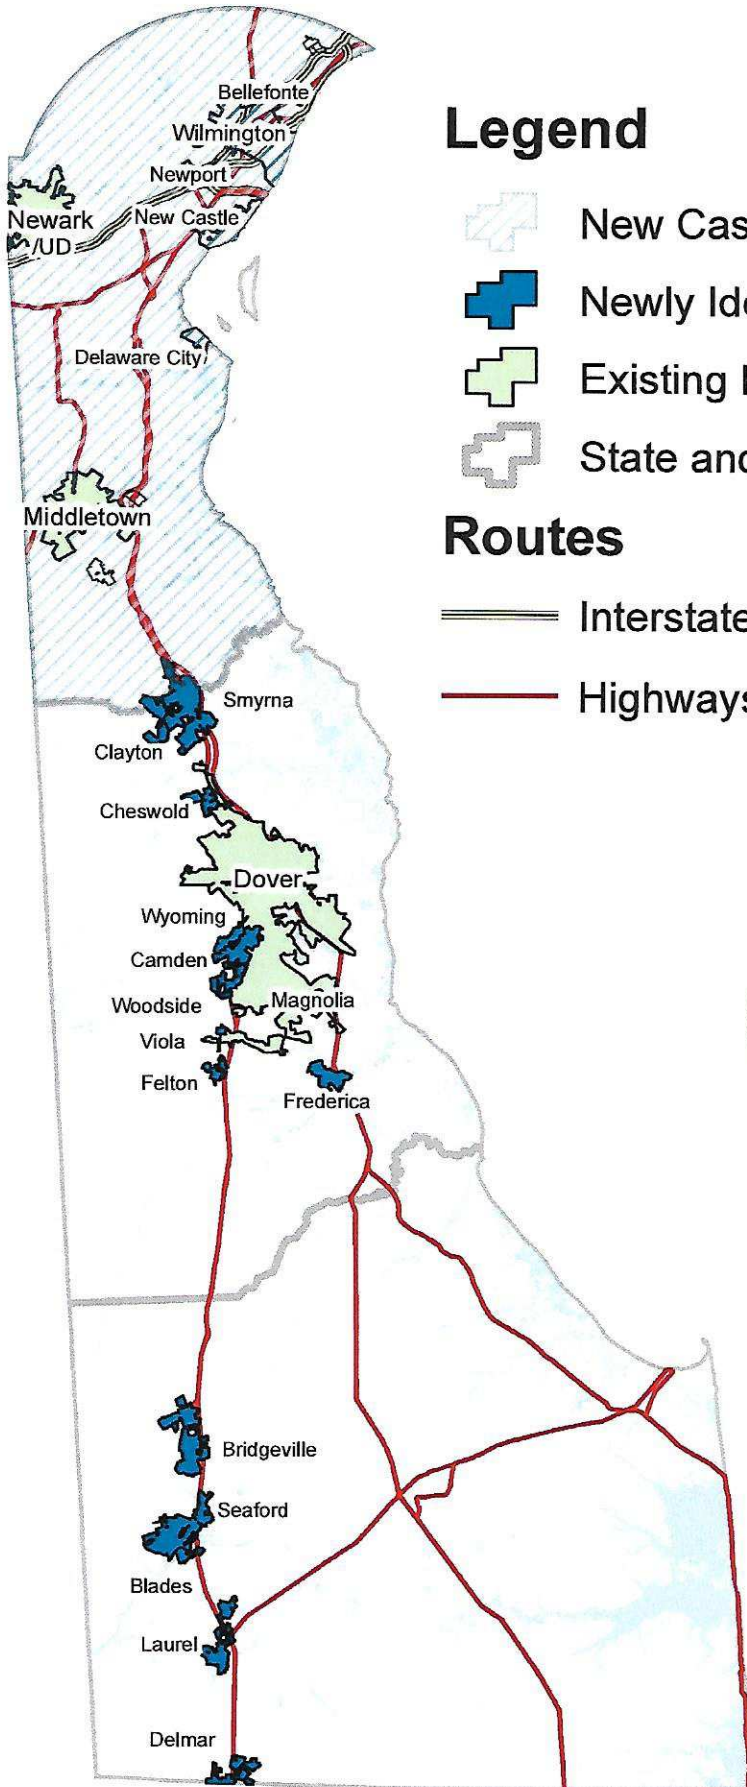 Bellefonte
Wilmington
Newport
Newark
/UD
New Castle
Delaware City
Middletown
Smyrna
Clayton
Cheswold
Dover
Wyoming
Camden
Woodside
Magnolia
Viola
Felton
Frederica
Bridgeville
Seaford
Blades
Laurel
Delmar
Legend
New Cas
Newly Ide
Existing
State and
Routes
Interstate
Highways